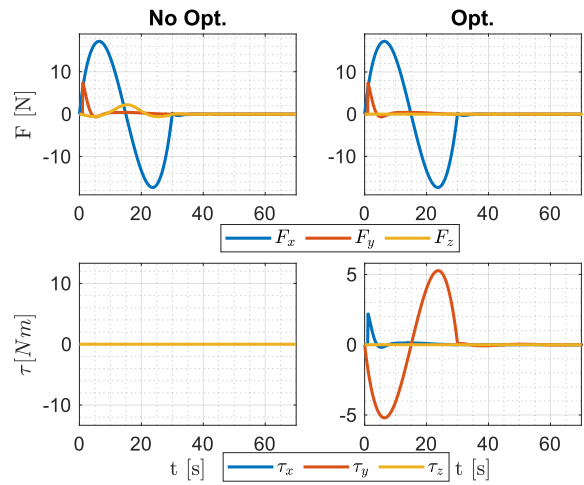 No Opt. Opt.
F [N]
10 10
0 0
-10 -10
0 20 40 60 0 20 40 60
F_x F_y F_z
τ[Nm]
10 5
0 0
-10 -5
0 20 40 60 0 20 40 60
t [s] t [s]
τ_x τ_y τ_z